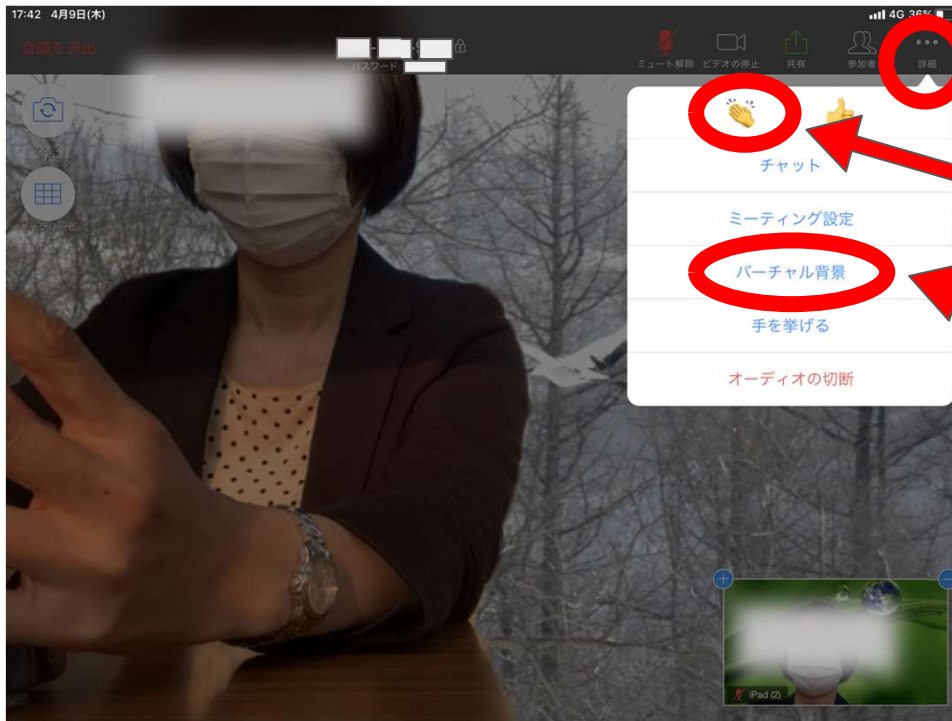 17:42 4月9日(木)
4G 36%
会議を退出
パスワード
ミュート解除 ビデオの停止 共有 参加者 詳細
チャット
ミーティング設定
バーチャル背景
手を挙げる
オーディオの切断
iPad (2)